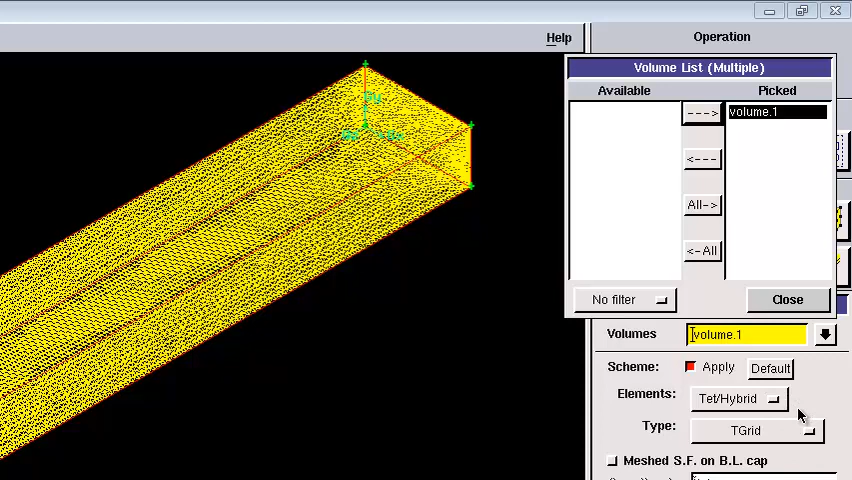 Help
Operation
Volume List (Multiple)
Available
Picked
--->
volume.1
<---
All-->
<-All
No filter
Close
Volumes
volume.1
Scheme:
Apply
Default
Elements:
Tet/Hybrid
Type:
TGrid
Meshed S.F. on B.L. cap